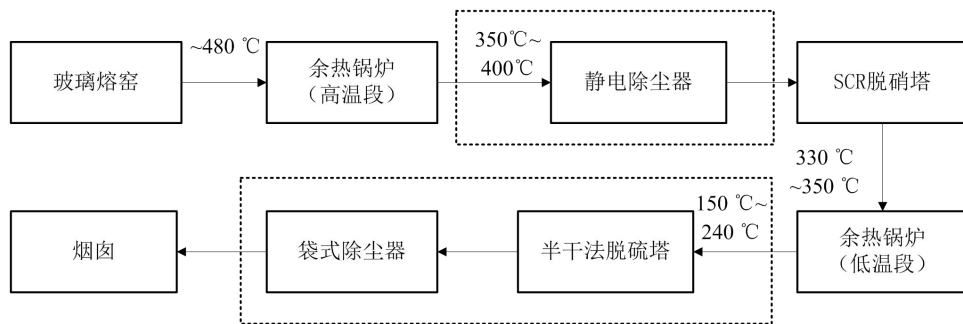 玻璃熔窑
~480 ℃
余热锅炉
（高温段）
350℃~
400℃
静电除尘器
SCR脱硝塔
330 ℃
~350 ℃
余热锅炉
（低温段）
150 ℃~
240 ℃
半干法脱硫塔
袋式除尘器
烟囱